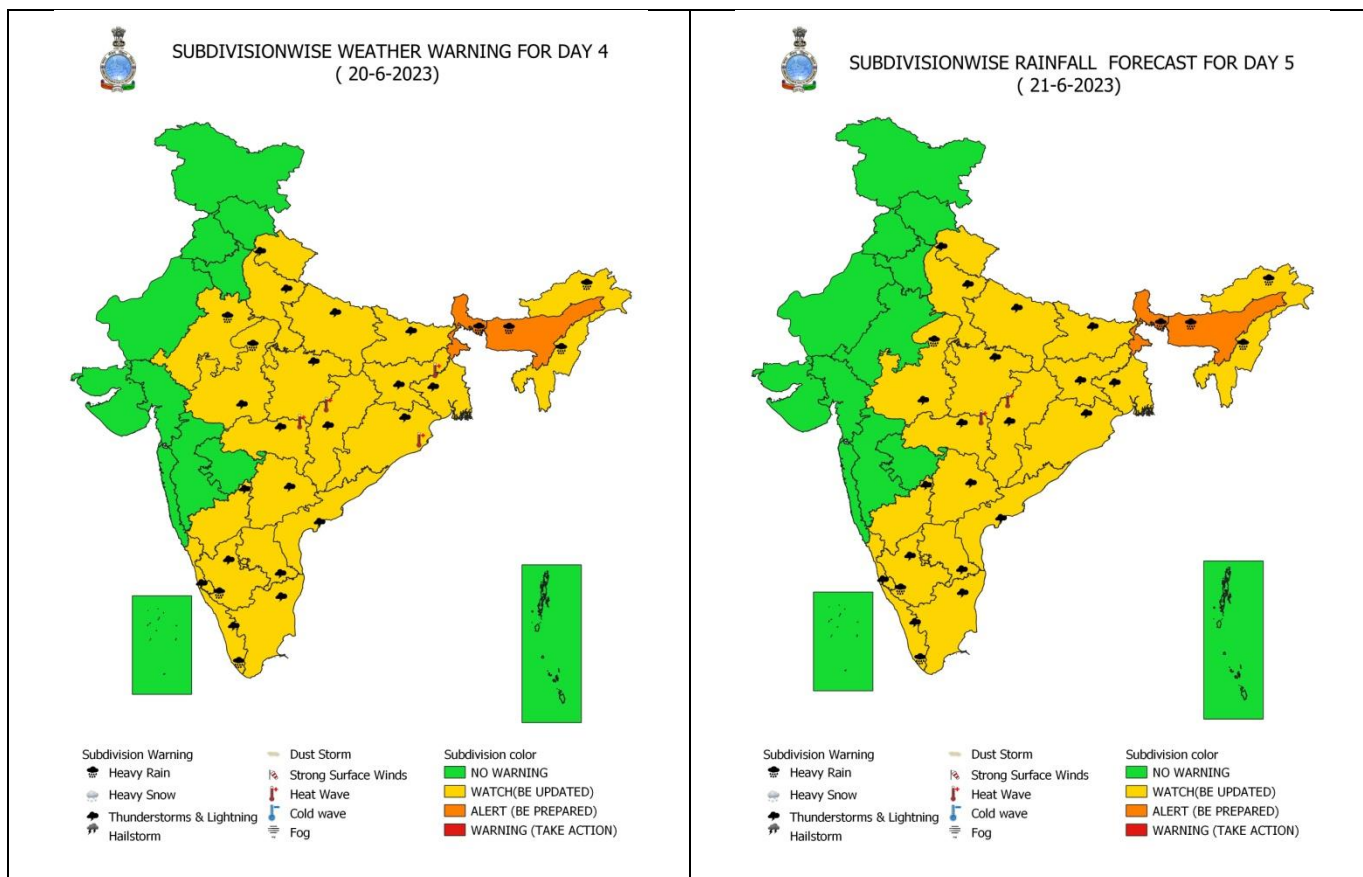 SUBDIVISIONWISE WEATHER WARNING FOR DAY 4
( 20-6-2023)
Subdivision Warning
Heavy Rain
Heavy Snow
Thunderstorms & Lightning
Hailstorm
Dust Storm
Strong Surface Winds
Heat Wave
Cold wave
Fog
Subdivision color
NO WARNING
WATCH(BE UPDATED)
ALERT (BE PREPARED)
WARNING (TAKE ACTION)
SUBDIVISIONWISE RAINFALL FORECAST FOR DAY 5
( 21-6-2023)
Subdivision Warning
Heavy Rain
Heavy Snow
Thunderstorms & Lightning
Hailstorm
Dust Storm
Strong Surface Winds
Heat Wave
Cold wave
Fog
Subdivision color
NO WARNING
WATCH(BE UPDATED)
ALERT (BE PREPARED)
WARNING (TAKE ACTION)